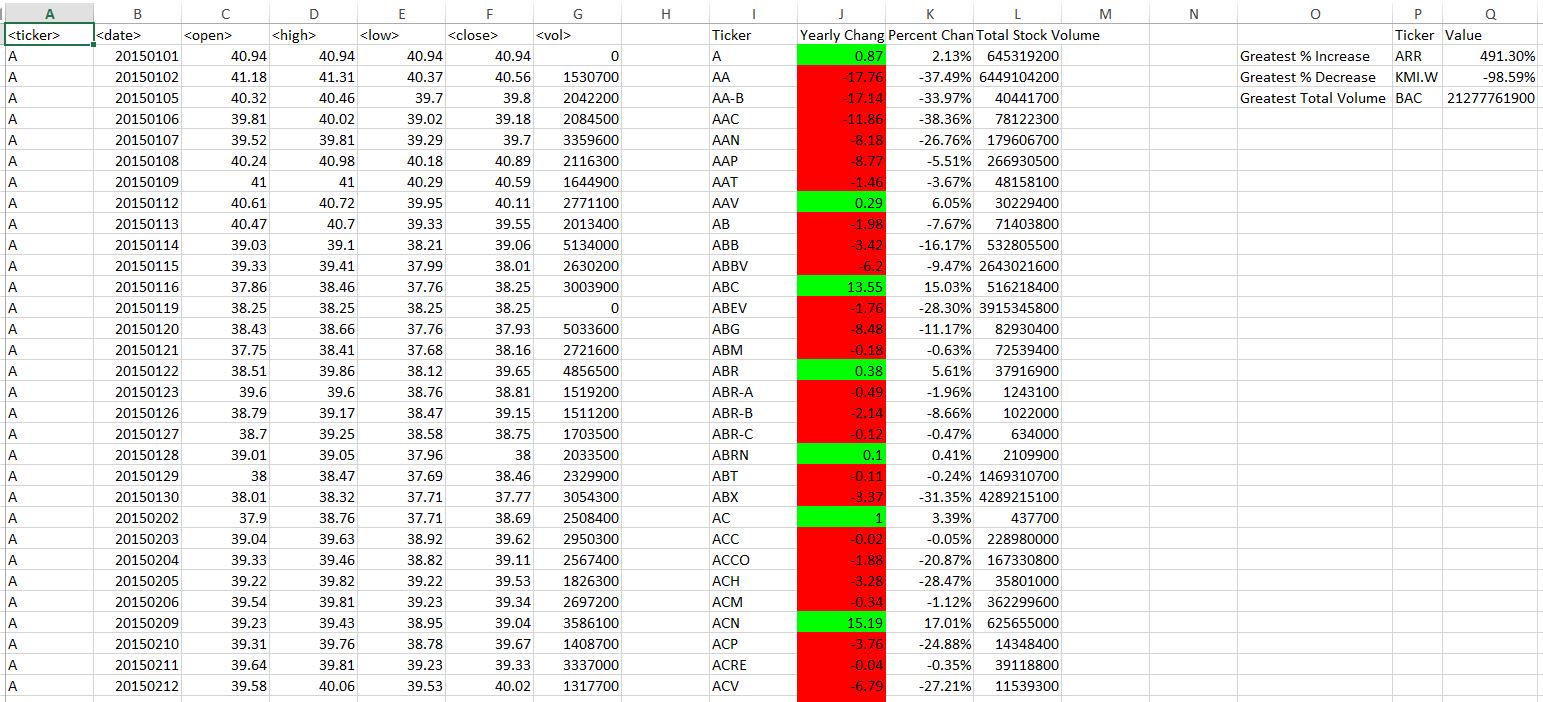 A B C D E F G H I J K L M N O P Q
<ticker> <date> <open> <high> <low> <close> <vol> Ticker Yearly Chang Percent Chan Total Stock Volume Ticker Value
A 20150101 40.94 40.94 40.94 40.94 0 A 0.87 2.13% 645319200 Greatest % Increase ARR 491.30%
A 20150102 41.18 41.31 40.37 40.56 1530700 AA -17.76 -37.49% 6449104200 Greatest % Decrease KMI.W -98.59%
A 20150105 40.32 40.46 39.7 39.8 2042200 AA-B -17.14 -33.97% 40441700 Greatest Total Volume BAC 21277761900
A 20150106 39.81 40.02 39.02 39.18 2084500 AAC -11.86 -38.36% 78122300
A 20150107 39.52 39.81 39.29 39.7 3359600 AAN -8.18 -26.76% 179606700
A 20150108 40.24 40.98 40.18 40.89 2116300 AAP -8.77 -5.51% 266930500
A 20150109 41 41 40.29 40.59 1644900 AAT -1.46 -3.67% 48158100
A 20150112 40.61 40.72 39.95 40.11 2771100 AAV 0.29 6.05% 30229400
A 20150113 40.47 40.7 39.33 39.55 2013400 AB -1.98 -7.67% 71403800
A 20150114 39.03 39.1 38.21 39.06 5134000 ABB -3.42 -16.17% 532805500
A 20150115 39.33 39.41 37.99 38.01 2630200 ABBV -6.2 -9.47% 2643021600
A 20150116 37.86 38.46 37.76 38.25 3003900 ABC 13.55 15.03% 516218400
A 20150119 38.25 38.25 38.25 38.25 0 ABEV -1.76 -28.30% 3915345800
A 20150120 38.43 38.66 37.76 37.93 5033600 ABG -8.48 -11.17% 82930400
A 20150121 37.75 38.41 37.68 38.16 2721600 ABM -0.18 -0.63% 72539400
A 20150122 38.51 39.86 38.12 39.65 4856500 ABR 0.38 5.61% 37916900
A 20150123 39.6 39.6 38.76 38.81 1519200 ABR-A -0.49 -1.96% 1243100
A 20150126 38.79 39.17 38.47 39.15 1511200 ABR-B -2.14 -8.66% 1022000
A 20150127 38.7 39.25 38.58 38.75 1703500 ABR-C -0.12 -0.47% 634000
A 20150128 39.01 39.05 37.96 38 2033500 ABRN 0.1 0.41% 2109900
A 20150129 38 38.47 37.69 38.46 2329900 ABT -0.11 -0.24% 1469310700
A 20150130 38.01 38.32 37.71 37.77 3054300 ABX -3.37 -31.35% 4289215100
A 20150202 37.9 38.76 37.71 38.69 2508400 AC 1 3.39% 437700
A 20150203 39.04 39.63 38.92 39.62 2950300 ACC -0.02 -0.05% 228980000
A 20150204 39.33 39.46 38.82 39.11 2567400 ACCO -1.88 -20.87% 167330800
A 20150205 39.22 39.82 39.22 39.53 1826300 ACH -3.28 -28.47% 35801000
A 20150206 39.54 39.81 39.23 39.34 2697200 ACM -0.34 -1.12% 362299600
A 20150209 39.23 39.43 38.95 39.04 3586100 ACN 15.19 17.01% 625655000
A 20150210 39.31 39.76 38.78 39.67 1408700 ACP -3.76 -24.88% 14348400
A 20150211 39.64 39.81 39.23 39.33 3337000 ACRE -0.04 -0.35% 39118800
A 20150212 39.58 40.06 39.53 40.02 1317700 ACV -6.79 -27.21% 11539300